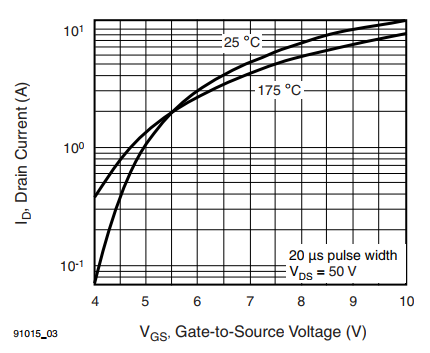 10¹
25 °C
175 °C
10⁰
10⁻¹
I_D, Drain Current (A)
20 µs pulse width
V_DS = 50 V
4 5 6 7 8 9 10
91015_03
V_GS, Gate-to-Source Voltage (V)